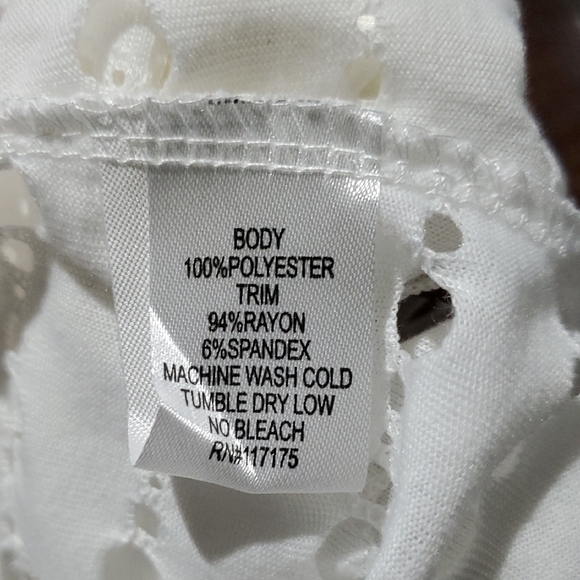 BODY
100%POLYESTER
TRIM
94%RAYON
6%SPANDEX
MACHINE WASH COLD
TUMBLE DRY LOW
NO BLEACH
RN#117175